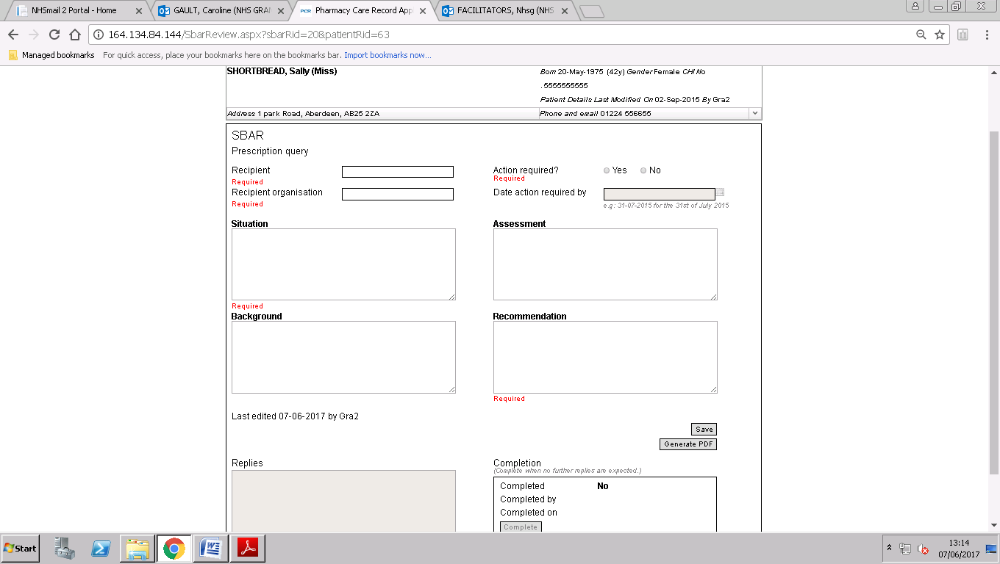 NHSmail 2 Portal - Home
GAULT, Caroline (NHS GRAN
PCR Pharmacy Care Record App
FACILITATORS, Nhsg (NHS
164.134.84.144/SbarReview.aspx?sbarRid=20&patientRid=63
Managed bookmarks For quick access, place your bookmarks here on the bookmarks bar. Import bookmarks now...
SHORTBREAD, Sally (Miss)
Born 20-May-1975 (42y) Gender Female CHI No
. 5555555555
Patient Details Last Modified On 02-Sep-2015 By Gra2
Address 1 park Road, Aberdeen, AB25 2ZA
Phone and email 01224 556655
SBAR
Prescription query
Recipient
Required
Action required? Yes No
Required
Recipient organisation
Required
Date action required by
e.g: 31-07-2015 for the 31st of July 2015
Situation
Required
Assessment
Background
Recommendation
Required
Last edited 07-06-2017 by Gra2
Save
Generate PDF
Replies
Completion
(Complete when no further replies are expected.)
Completed No
Completed by
Completed on
Complete
Start
13:14
07/06/2017